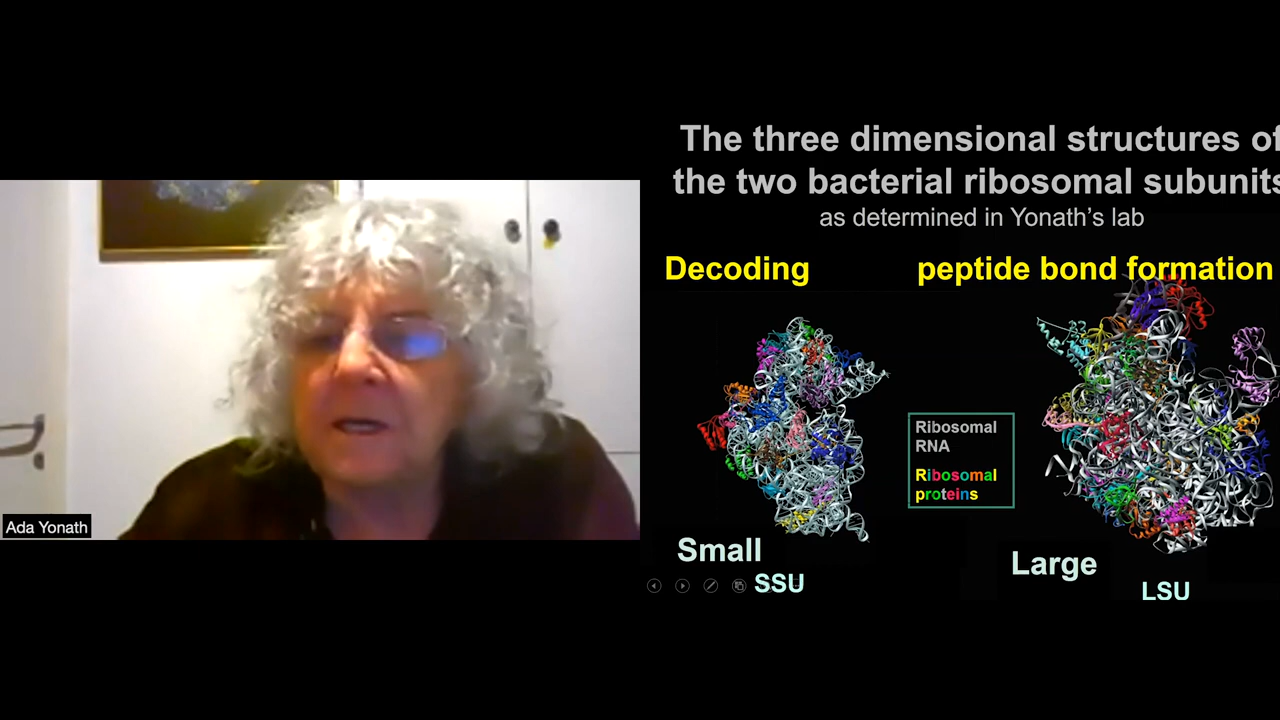 The three dimensional structures of
the two bacterial ribosomal subunits
as determined in Yonath's lab
Decoding
peptide bond formation
Ribosomal
RNA
Ribosomal
proteins
Small
SSU
Large
LSU
Ada Yonath